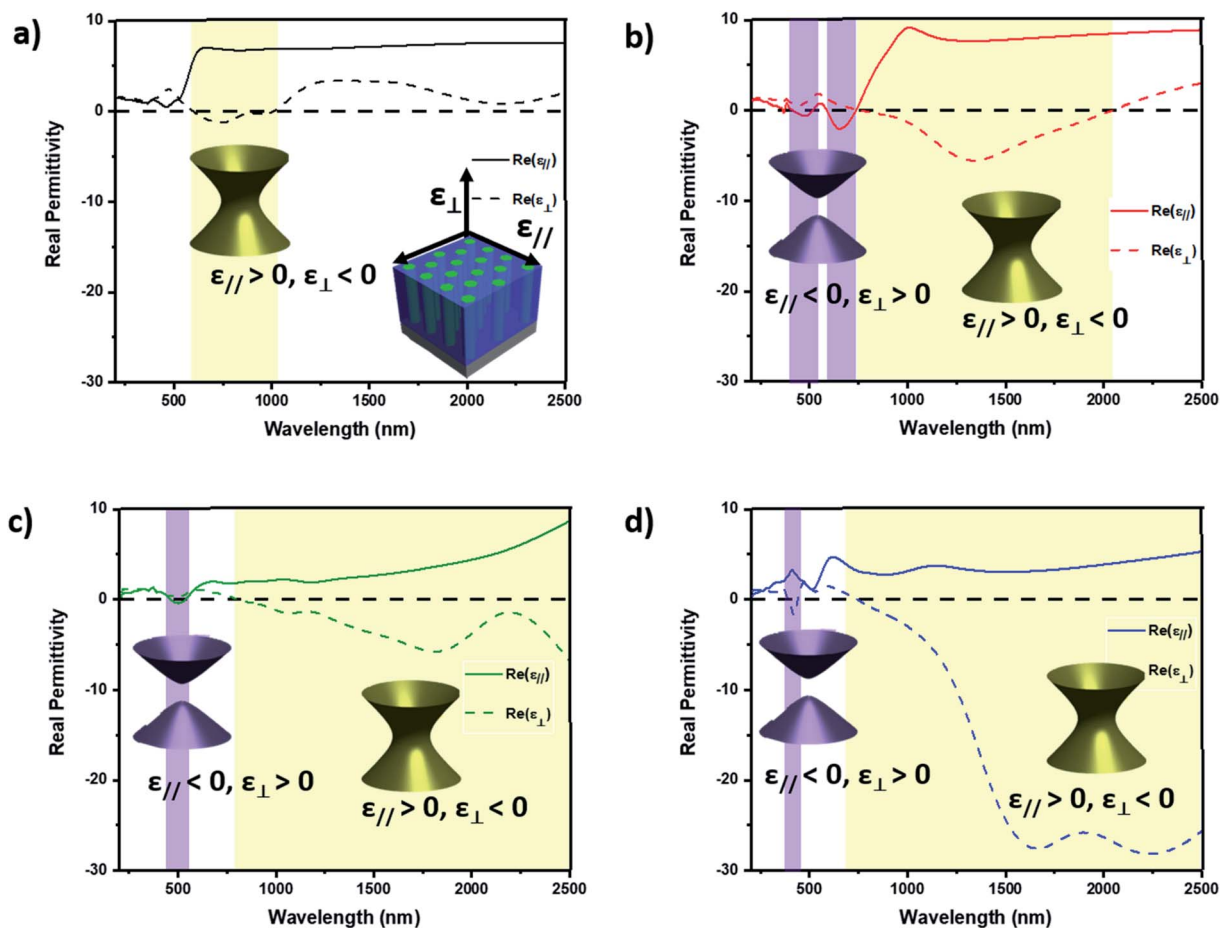 a)
Real Permittivity
10
0
-10
-20
-30
500
1000
1500
2000
2500
Wavelength (nm)
Re(ε//)
Re(ε⊥)
ε⊥
ε//
ε// > 0, ε⊥ < 0
b)
Real Permittivity
10
0
-10
-20
-30
500
1000
1500
2000
2500
Wavelength (nm)
Re(ε//)
Re(ε⊥)
ε// < 0, ε⊥ > 0
ε// > 0, ε⊥ < 0
c)
Real Permittivity
10
0
-10
-20
-30
500
1000
1500
2000
2500
Wavelength (nm)
Re(ε//)
Re(ε⊥)
ε// < 0, ε⊥ > 0
ε// > 0, ε⊥ < 0
d)
Real Permittivity
10
0
-10
-20
-30
500
1000
1500
2000
2500
Wavelength (nm)
Re(ε//)
Re(ε⊥)
ε// < 0, ε⊥ > 0
ε// > 0, ε⊥ < 0